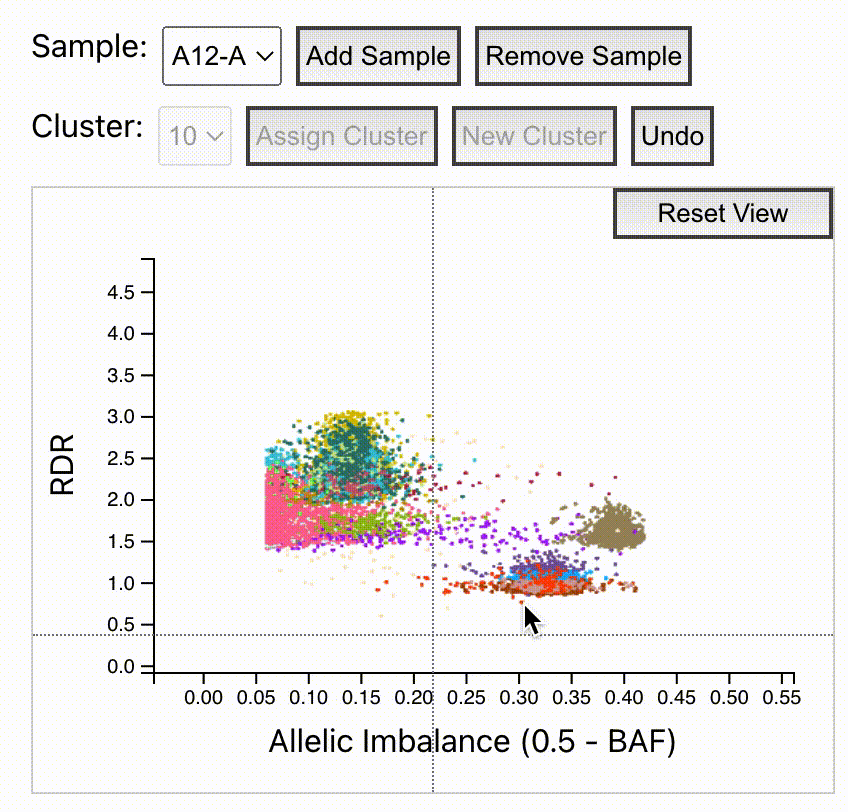 Sample: A12-A Add Sample Remove Sample
Cluster: 10 Assign Cluster New Cluster Undo
Reset View
4.5
4.0
3.5
3.0
2.5
2.0
1.5
1.0
0.5
0.0
RDR
0.00 0.05 0.10 0.15 0.20 0.25 0.30 0.35 0.40 0.45 0.50 0.55
Allelic Imbalance (0.5 - BAF)